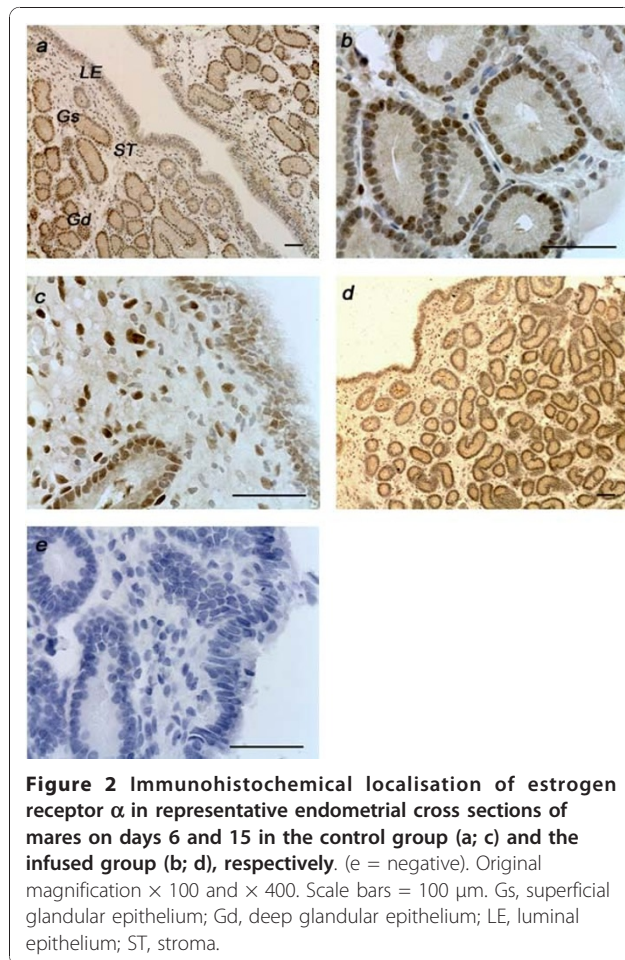 a
LE
Gs
ST
Gd
b
c
d
e
Figure 2 Immunohistochemical localisation of estrogen
receptor α in representative endometrial cross sections of
mares on days 6 and 15 in the control group (a; c) and the
infused group (b; d), respectively. (e = negative). Original
magnification × 100 and × 400. Scale bars = 100 μm. Gs, superficial
glandular epithelium; Gd, deep glandular epithelium; LE, luminal
epithelium; ST, stroma.